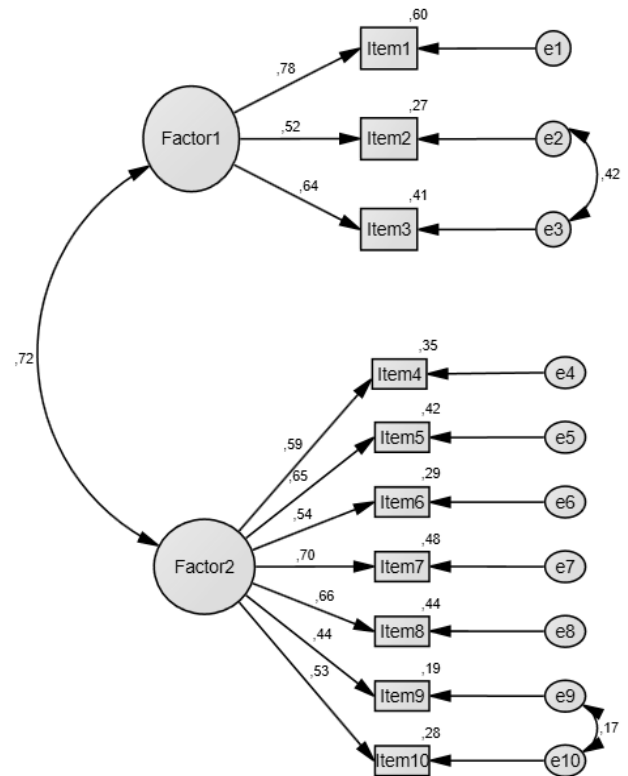 ,60
Item1
e1
,78
Factor1
,27
,52
Item2
e2
,64
,41
,42
Item3
e3
,72
,35
Item4
e4
,59
,42
Item5
e5
,65
,29
Item6
e6
,54
,48
Factor2
,70
Item7
e7
,66
,44
Item8
e8
,44
,19
Item9
e9
,53
,17
,28
Item10
e10